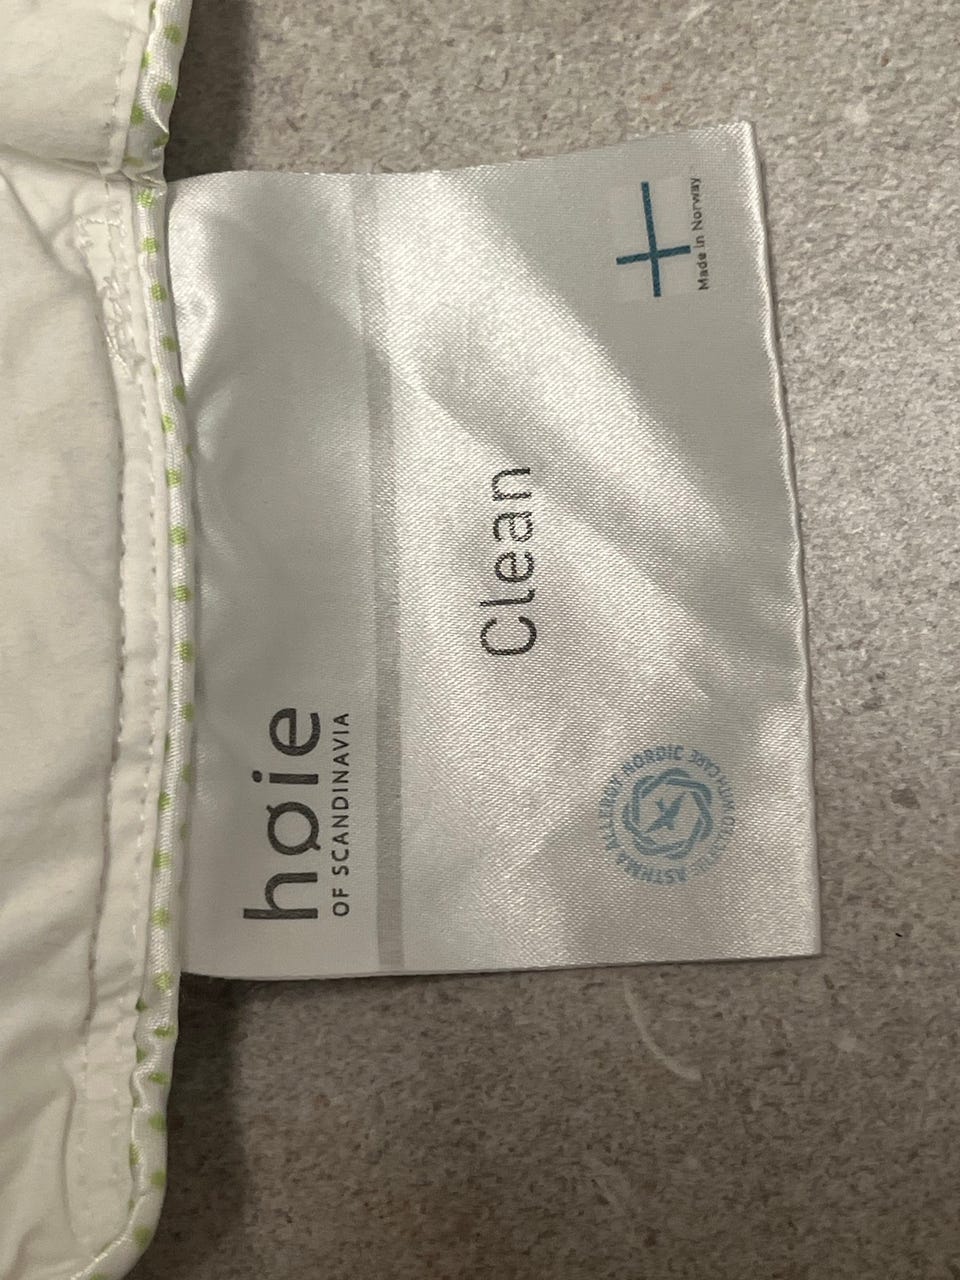 høie
OF SCANDINAVIA
Clean
ASTHMA ALLERGY NORDIC
Made in Norway